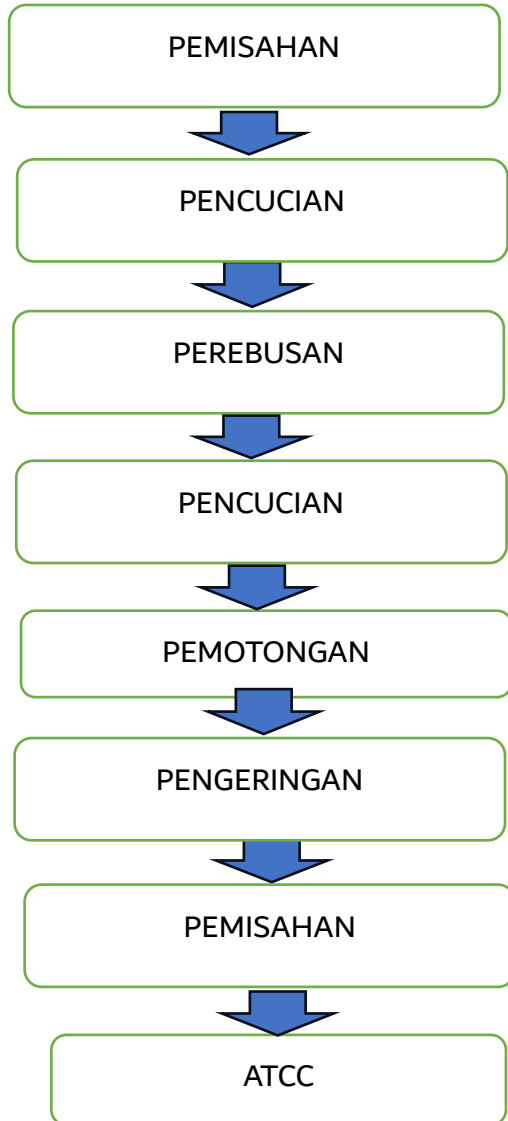 PEMISAHAN
PENCUCIAN
PEREBUSAN
PENCUCIAN
PEMOTONGAN
PENGERINGAN
PEMISAHAN
ATCC